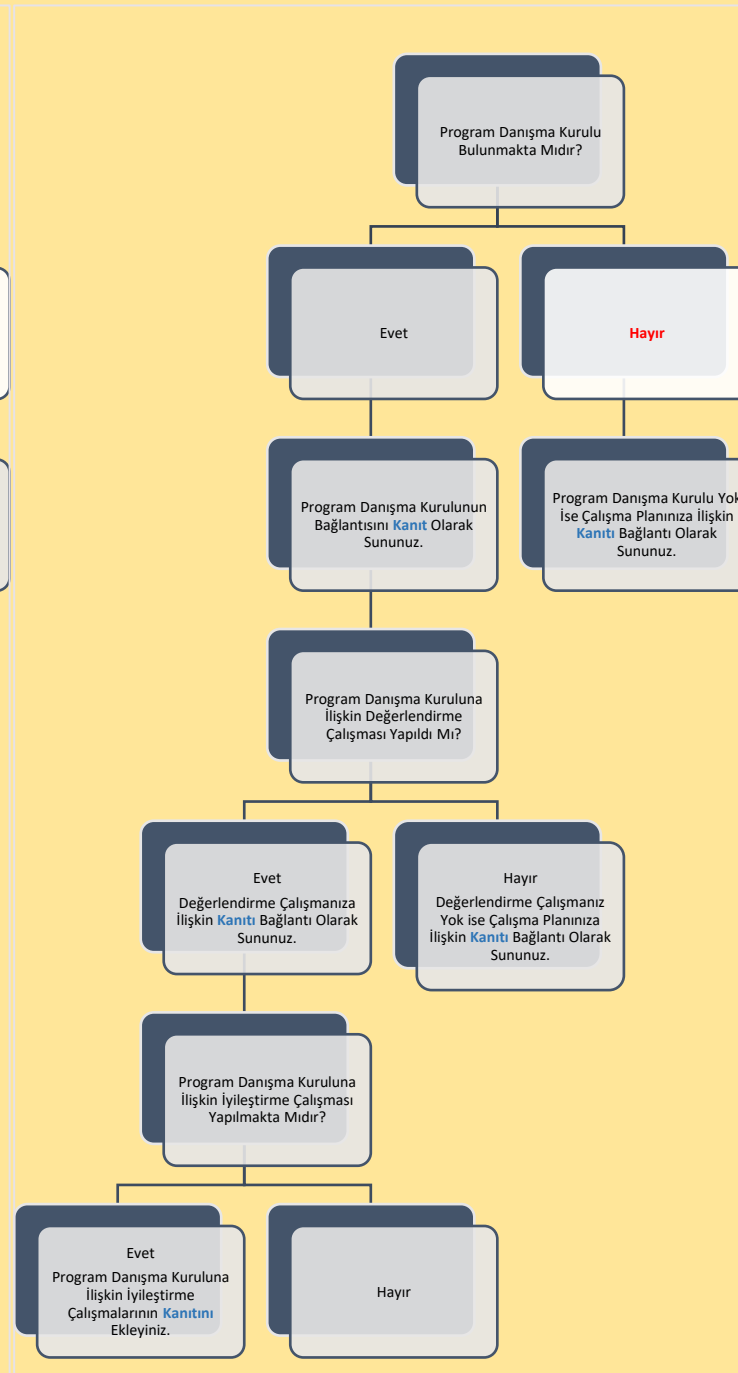 Program Danışma Kurulu
Bulunmakta Mıdır?
Evet
Hayır
Program Danışma Kurulunun
Bağlantısını Kanıt Olarak
Sununuz.
Program Danışma Kurulu Yok
İse Çalışma Planınıza İlişkin
Kanıtı Bağlantı Olarak
Sununuz.
Program Danışma Kuruluna
İlişkin Değerlendirme
Çalışması Yapıldı Mı?
Evet
Değerlendirme Çalışmanıza
İlişkin Kanıtı Bağlantı Olarak
Sununuz.
Hayır
Değerlendirme Çalışmanız
Yok ise Çalışma Planınıza
İlişkin Kanıtı Bağlantı Olarak
Sununuz.
Program Danışma Kuruluna
İlişkin İyileştirme Çalışması
Yapılmakta Mıdır?
Evet
Program Danışma Kuruluna
İlişkin İyileştirme
Çalışmalarının Kanıtını
Ekleyiniz.
Hayır